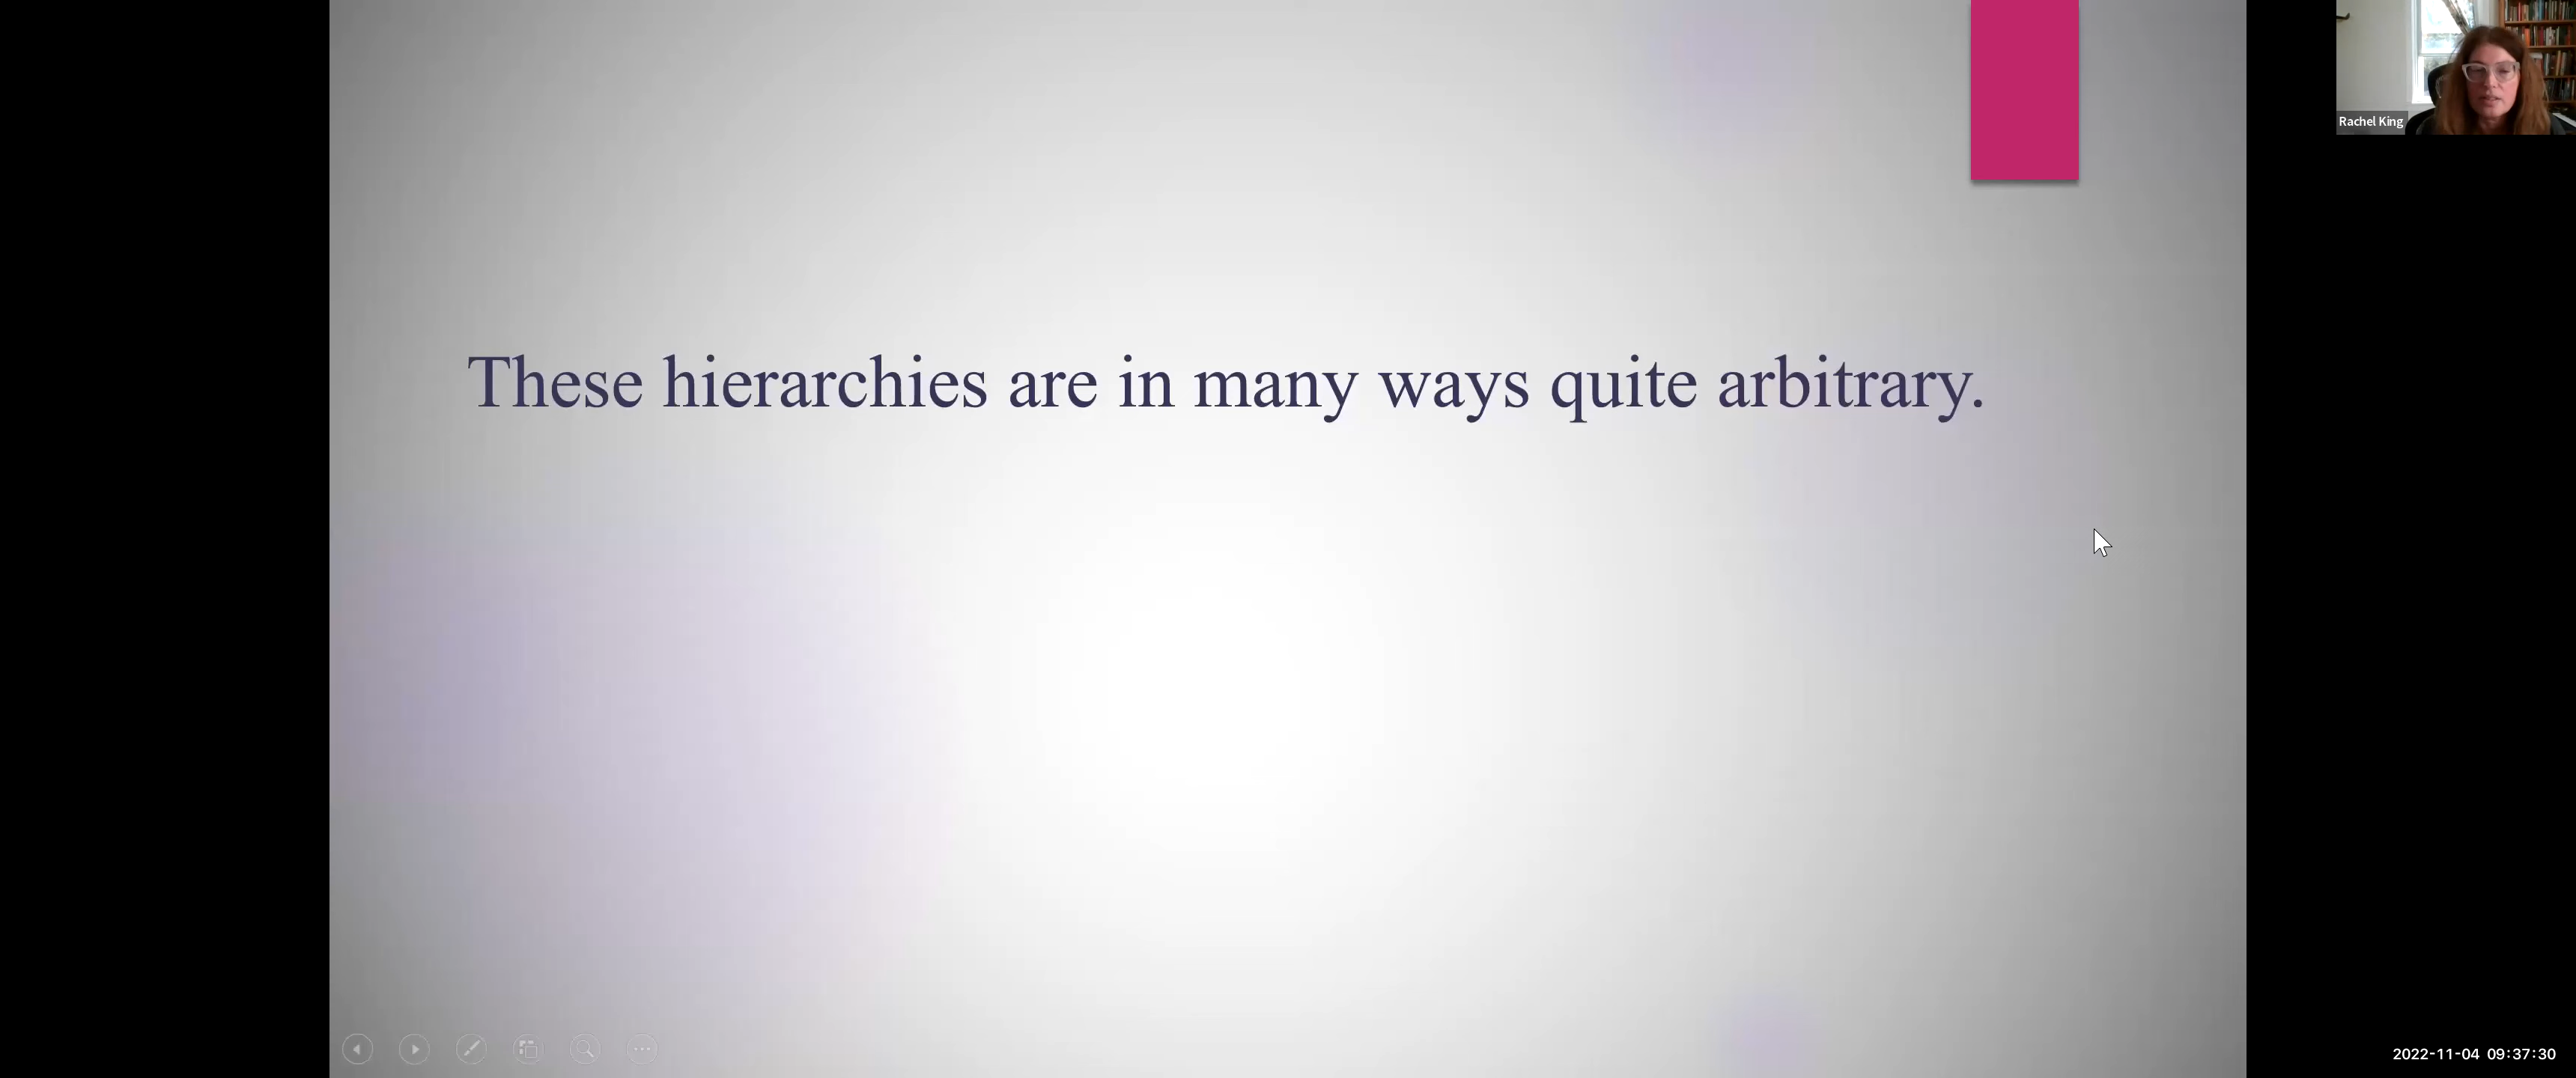 These hierarchies are in many ways quite arbitrary.
Rachel King
2022-11-04 09:37:30